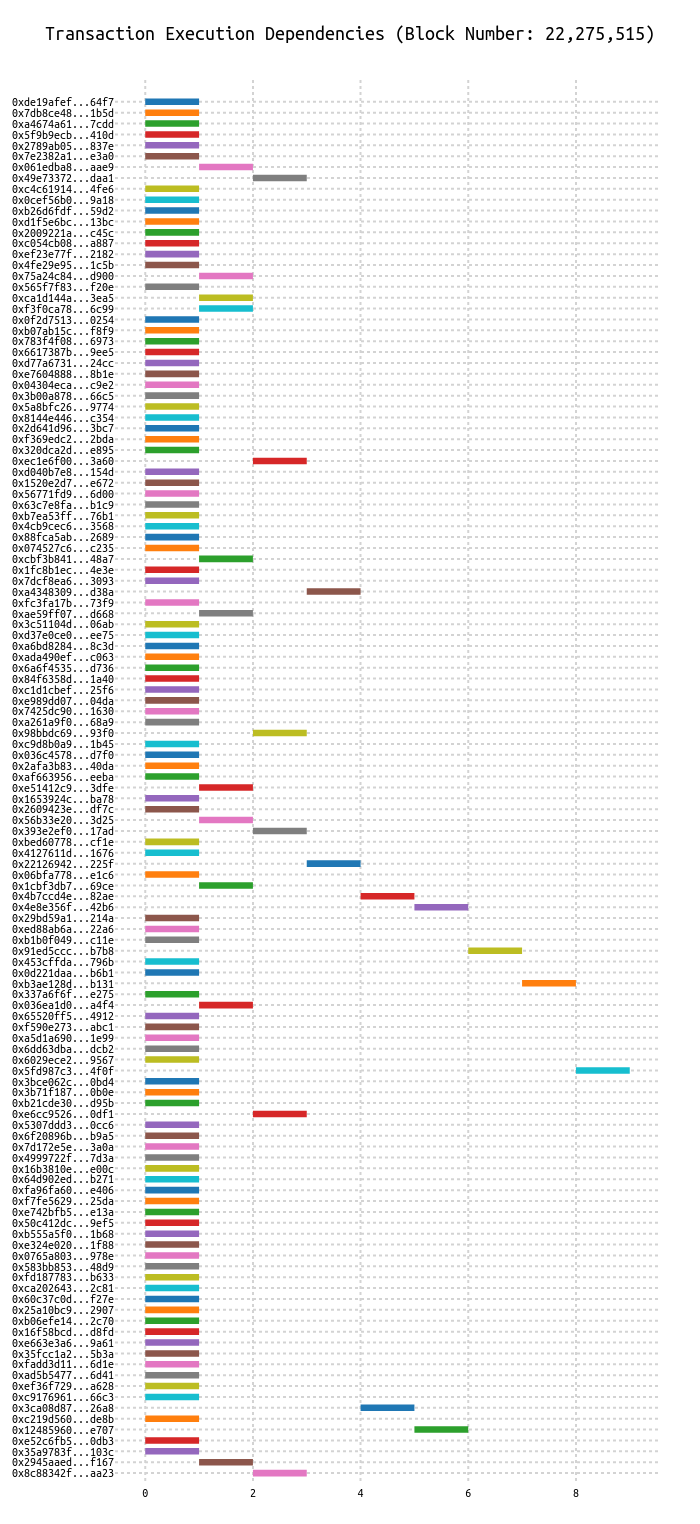 Transaction Execution Dependencies (Block Number: 22,275,515)
0xde19afef...64f7
0x7db8ce48...1b5d
0xa4674a61...7cdd
0x5f9b9ecb...410d
0x2789ab05...837e
0x7e2382a1...e3a0
0x061edba8...aae9
0x49e73372...daa1
0xc4c61914...4fe6
0x0cef56b0...9a18
0xb26d6fdf...59d2
0xd1f5e6bc...13bc
0x2009221a...c45c
0xc054cb08...a887
0xef23e77f...2182
0x4fe29e95...1c5b
0x75a24c84...d900
0x565f7f83...f20e
0xca1d144a...3ea5
0xf3f0ca78...6c99
0x0f2d7513...0254
0xb07ab15c...f8f9
0x783f4f08...6973
0x6617387b...9ee5
0xd77a6731...24cc
0xe7604888...8b1e
0x04304eca...c9e2
0x3b00a878...66c5
0x5a8bfc26...9774
0x8144e446...c354
0x2d641d96...3bc7
0xf369edc2...2bda
0x320dca2d...e895
0xec1e6f00...3a60
0xd040b7e8...154d
0x1520e2d7...e672
0x56771fd9...6d00
0x63c7e8fa...b1c9
0xb7ea53ff...76b1
0x4cb9cec6...3568
0x88fca5ab...2689
0x074527c6...c235
0xcbf3b841...48a7
0x1fc8b1ec...4e3e
0x7dcf8ea6...3093
0xa4348309...d38a
0xfc3fa17b...73f9
0xae59ff07...d668
0x3c51104d...06ab
0xd37e0ce0...ee75
0xa6bd8284...8c3d
0xada490ef...c063
0x6a6f4535...d736
0x84f6358d...1a40
0xc1d1cbef...25f6
0xe989dd07...04da
0x7425dc90...1630
0xa261a9f0...68a9
0x98bbdc69...93f0
0xc9d8b0a9...1b45
0x036c4578...d7f0
0x2afa3b83...40da
0xaf663956...eeba
0xe51412c9...3dfe
0x1653924c...ba78
0x2609423e...df7c
0x56b33e20...3d25
0x393e2ef0...17ad
0xbed60778...cf1e
0x4127611d...1676
0x22126942...225f
0x06bfa778...e1c6
0x1cbf3db7...69ce
0x4b7ccd4e...82ae
0x4e8e356f...42b6
0x29bd59a1...214a
0xed88ab6a...22a6
0xb1b0f049...c11e
0x91ed5ccc...b7b8
0x453cffda...796b
0x0d221daa...b6b1
0xb3ae128d...b131
0x337a6f6f...e275
0x036ea1d0...a4f4
0x65520ff5...4912
0xf590e273...abc1
0xa5d1a690...1e99
0x6dd63dba...dcb2
0x6029ece2...9567
0x5fd987c3...4f0f
0x3bce062c...0bd4
0x3b71f187...0b0e
0xb21cde30...d95b
0xe6cc9526...0df1
0x5307ddd3...0cc6
0x6f20896b...b9a5
0x7d172e5e...3a0a
0x4999722f...7d3a
0x16b3810e...e00c
0x64d902ed...b271
0xfa96fa60...e406
0xf7fe5629...25da
0xe742bfb5...e13a
0x50c412dc...9ef5
0xb555a5f0...1b68
0xe324e020...1f88
0x0765a803...978e
0x583bb853...48d9
0xfd187783...b633
0xca202643...2c81
0x60c37c0d...f27e
0x25a10bc9...2907
0xb06efe14...2c70
0x16f58bcd...d8fd
0xe663e3a6...9a61
0x35fcc1a2...5b3a
0xfadd3d11...6d1e
0xad5b5477...6d41
0xef36f729...a628
0xc9176961...66c3
0x3ca08d87...26a8
0xc219d560...de8b
0x12485960...e707
0xe52c6fb5...0db3
0x35a9783f...103c
0x2945aaed...f167
0x8c88342f...aa23
0 2 4 6 8